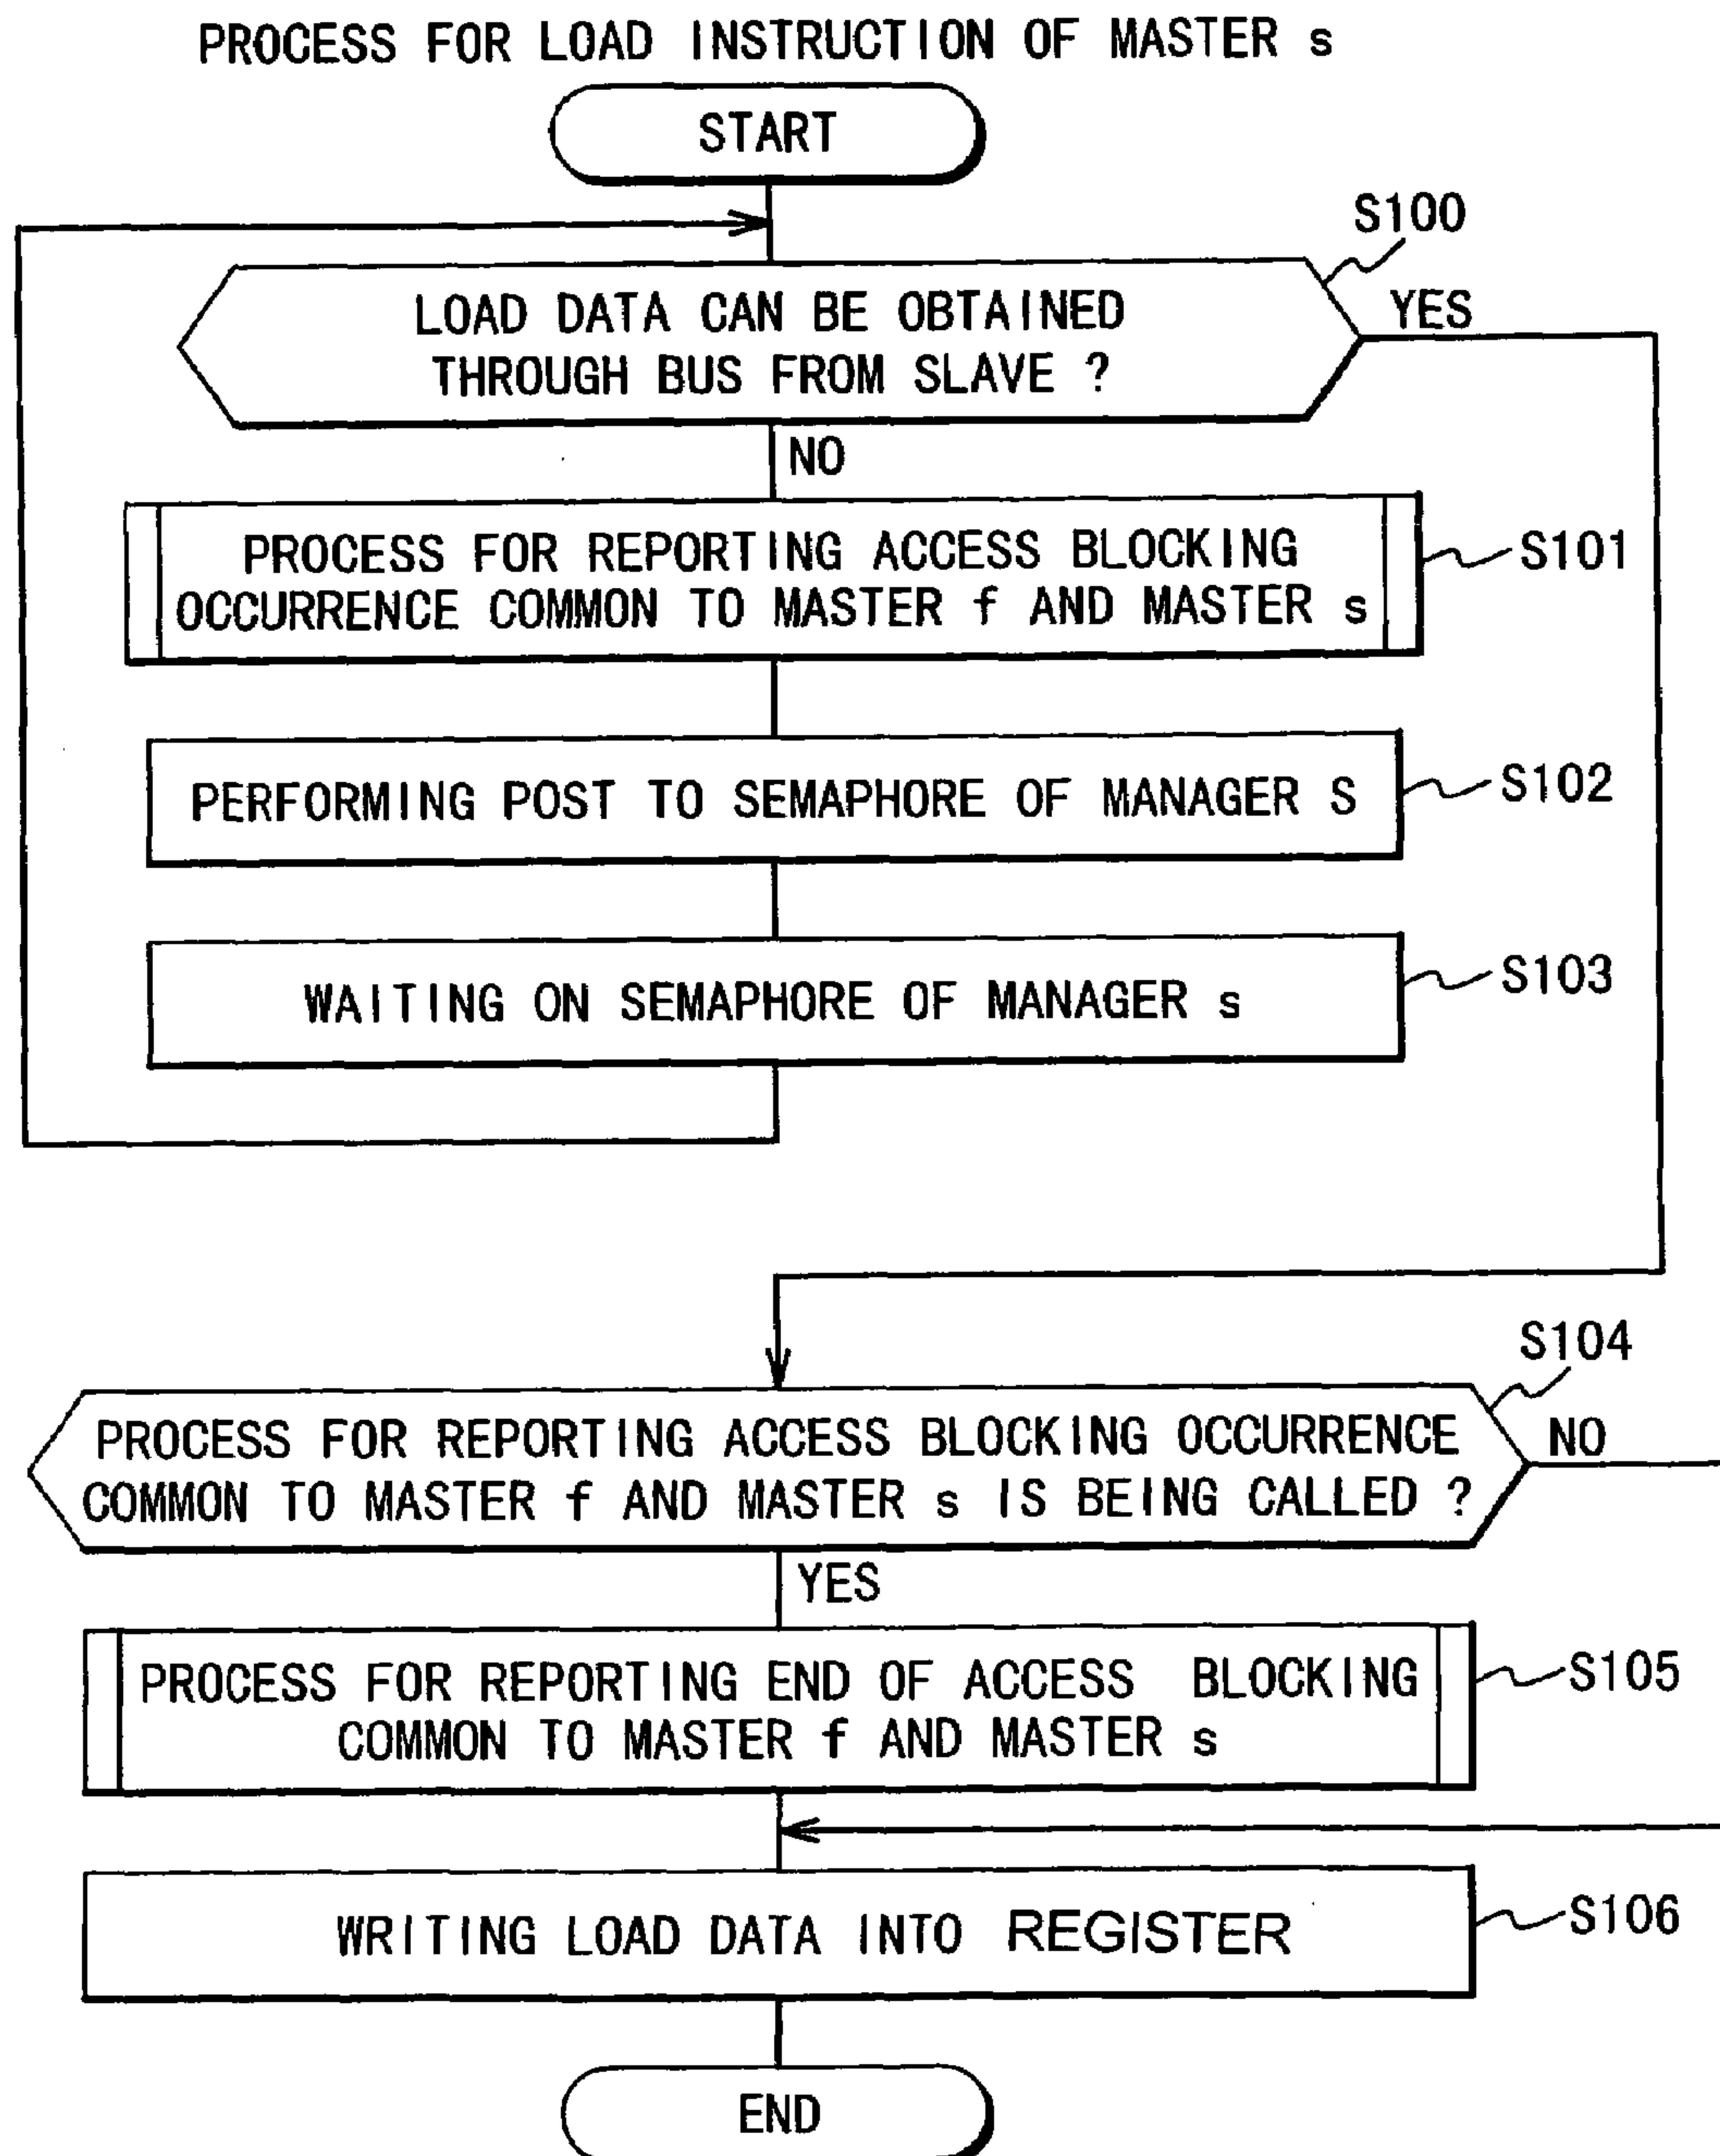 PROCESS FOR LOAD INSTRUCTION OF MASTER s
START
S100
LOAD DATA CAN BE OBTAINED
THROUGH BUS FROM SLAVE ?
YES
NO
PROCESS FOR REPORTING ACCESS BLOCKING
OCCURRENCE COMMON TO MASTER f AND MASTER s
S101
PERFORMING POST TO SEMAPHORE OF MANAGER S
S102
WAITING ON SEMAPHORE OF MANAGER s
S103
S104
PROCESS FOR REPORTING ACCESS BLOCKING OCCURRENCE
COMMON TO MASTER f AND MASTER s IS BEING CALLED ?
NO
YES
PROCESS FOR REPORTING END OF ACCESS BLOCKING
COMMON TO MASTER f AND MASTER s
S105
WRITING LOAD DATA INTO REGISTER
S106
END